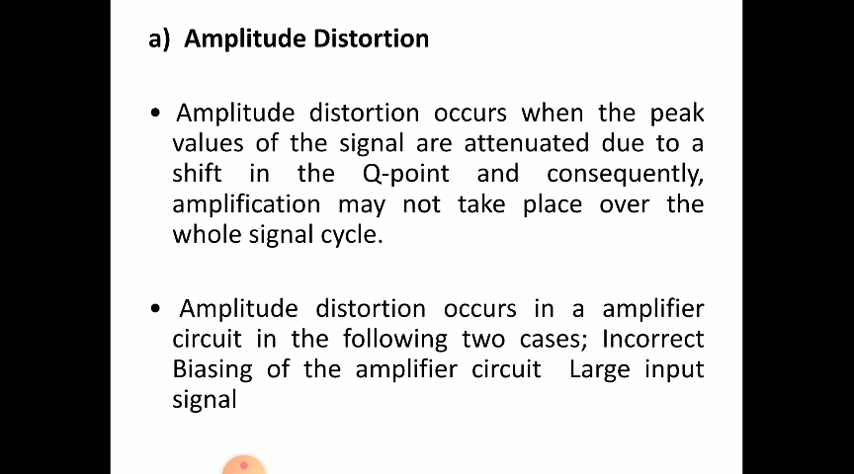 a) Amplitude Distortion
• Amplitude distortion occurs when the peak
values of the signal are attenuated due to a
shift in the Q-point and consequently,
amplification may not take place over the
whole signal cycle.
• Amplitude distortion occurs in a amplifier
circuit in the following two cases; Incorrect
Biasing of the amplifier circuit Large input
signal